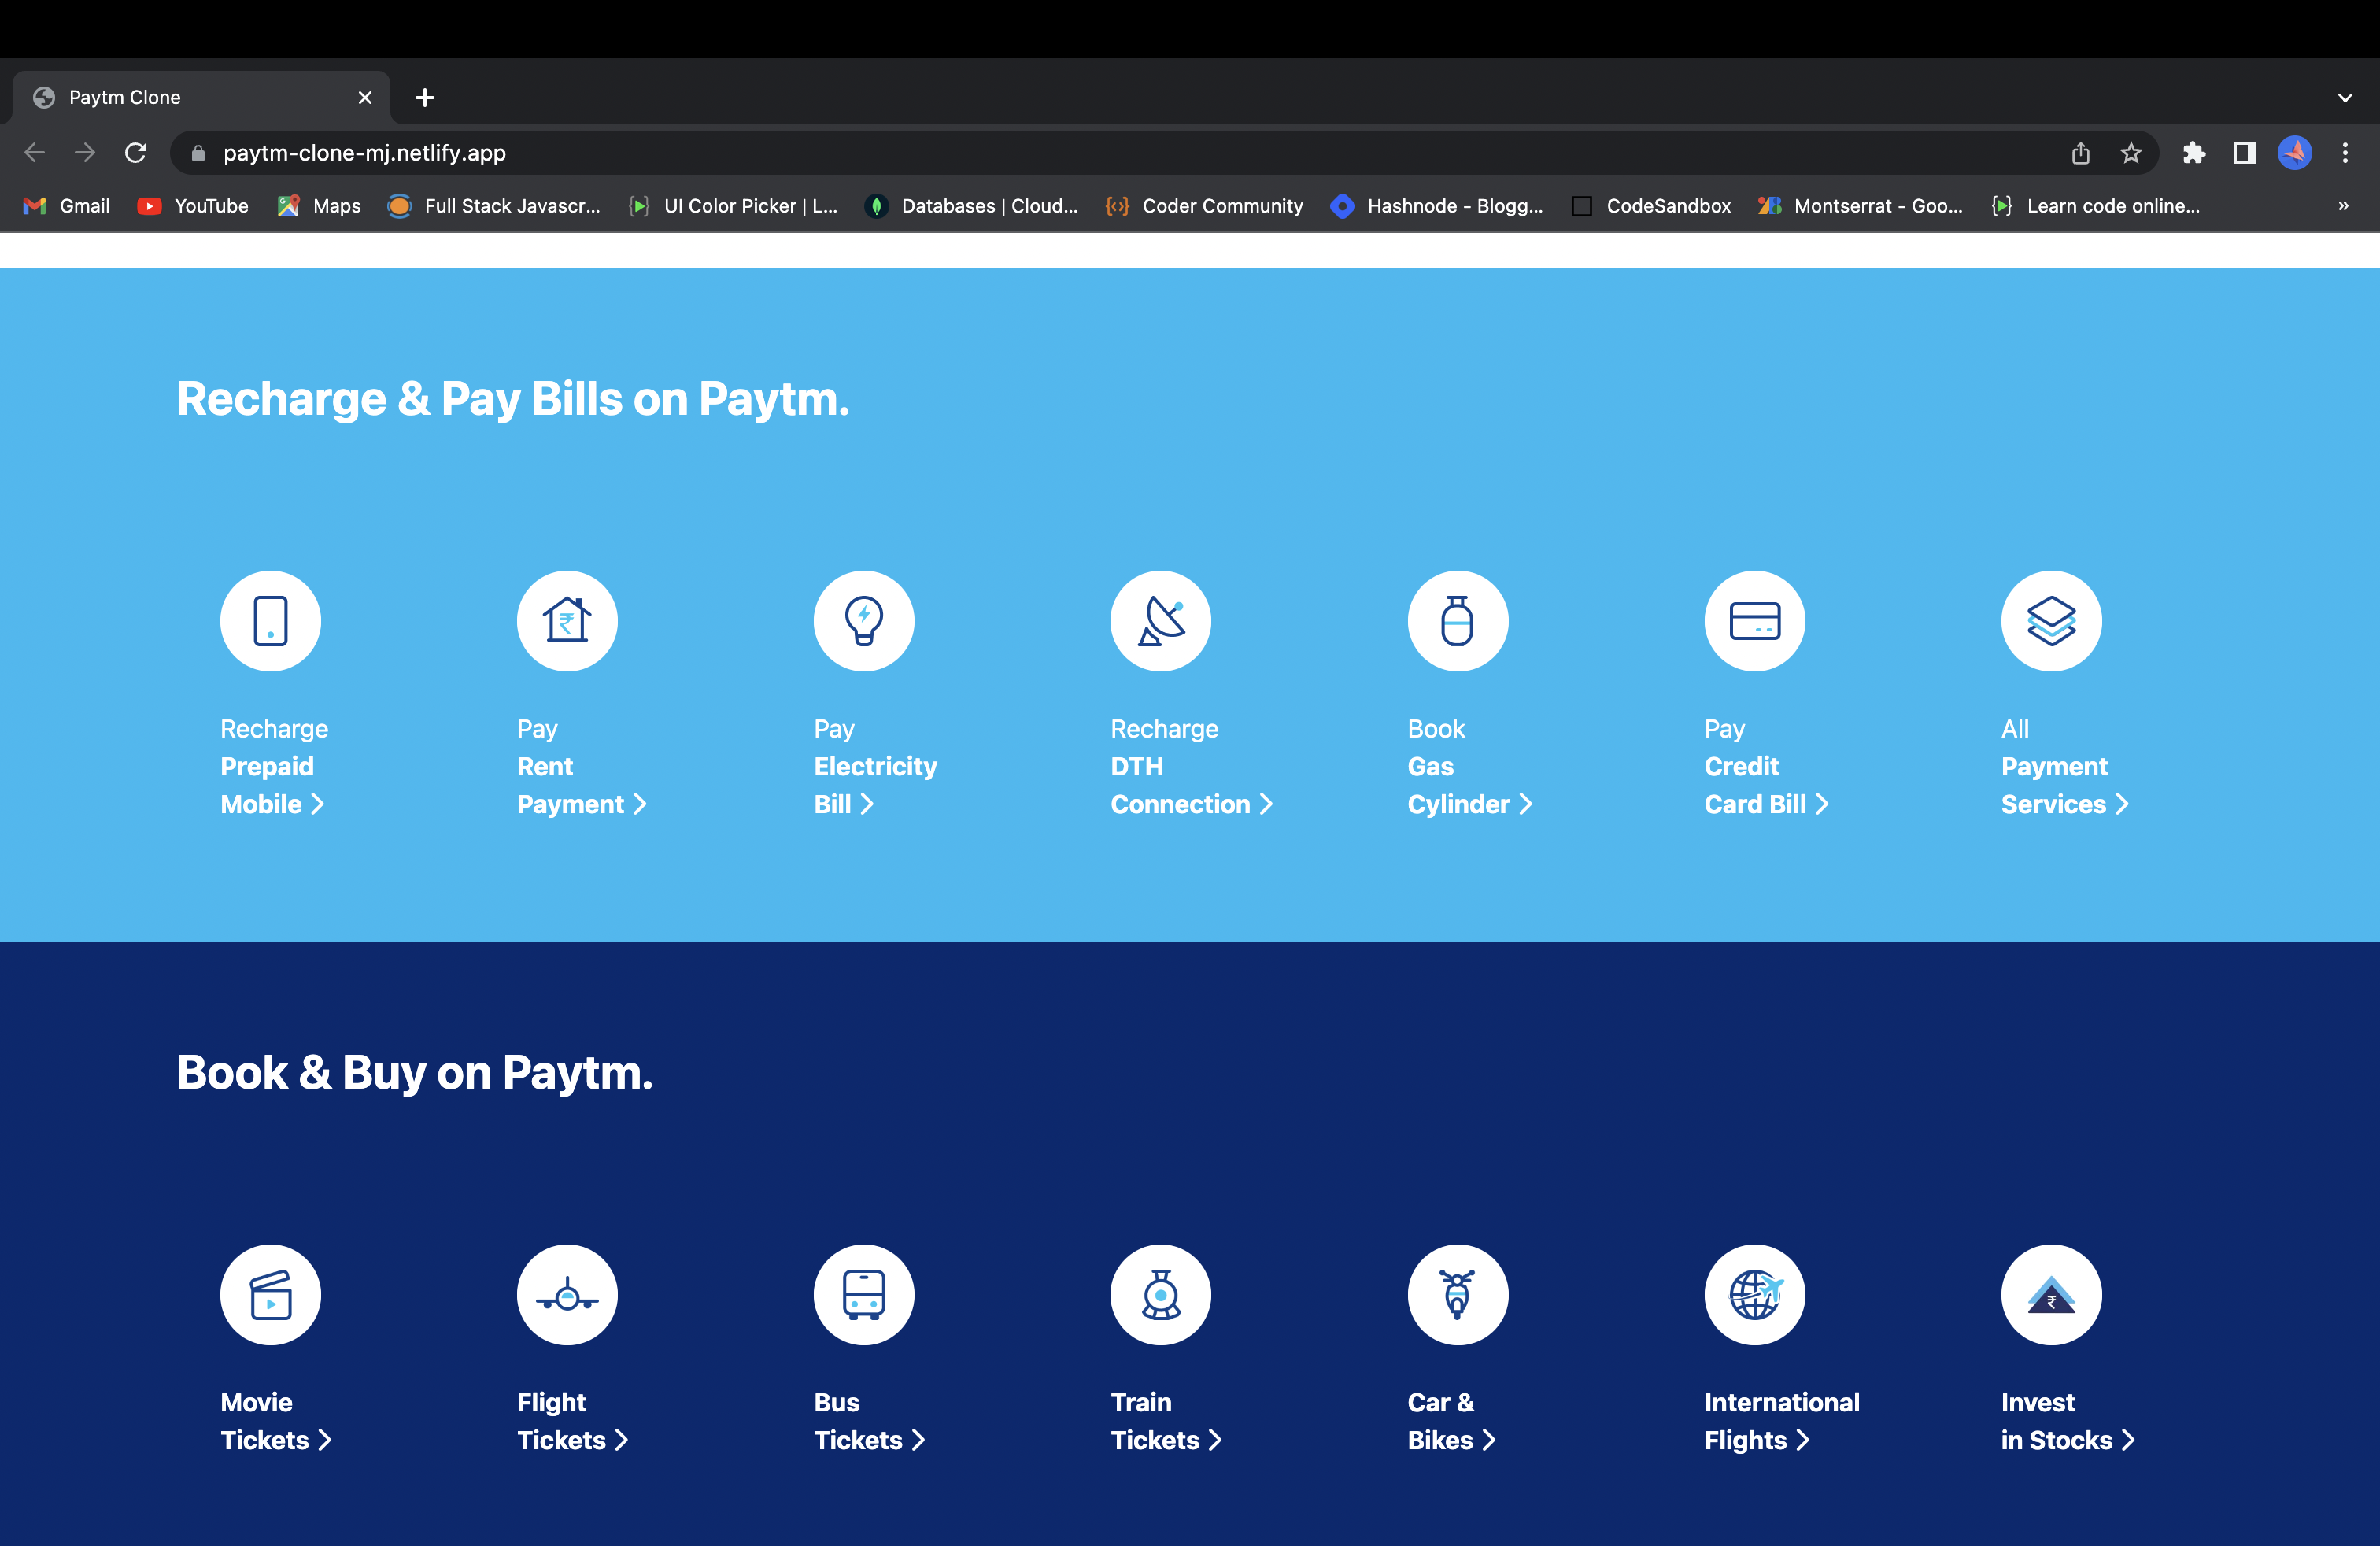 Paytm Clone
paytm-clone-mj.netlify.app
Gmail YouTube Maps Full Stack Javascr... UI Color Picker | L... Databases | Cloud... Coder Community Hashnode - Blogg... CodeSandbox Montserrat - Goo... Learn code online... »
Recharge & Pay Bills on Paytm.
Recharge
Prepaid
Mobile
Pay
Rent
Payment
Pay
Electricity
Bill
Recharge
DTH
Connection
Book
Gas
Cylinder
Pay
Credit
Card Bill
All
Payment
Services
Book & Buy on Paytm.
Movie
Tickets
Flight
Tickets
Bus
Tickets
Train
Tickets
Car &
Bikes
International
Flights
Invest
in Stocks